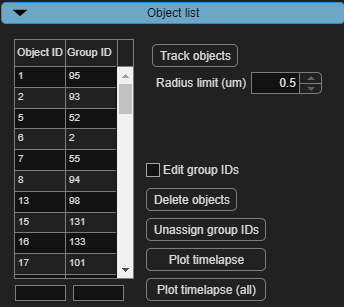 Object list
Object ID Group ID
1 95
2 93
5 52
6 2
7 55
8 94
13 98
15 131
16 133
17 101
Track objects
Radius limit (um) 0.5
Edit group IDs
Delete objects
Unassign group IDs
Plot timelapse
Plot timelapse (all)